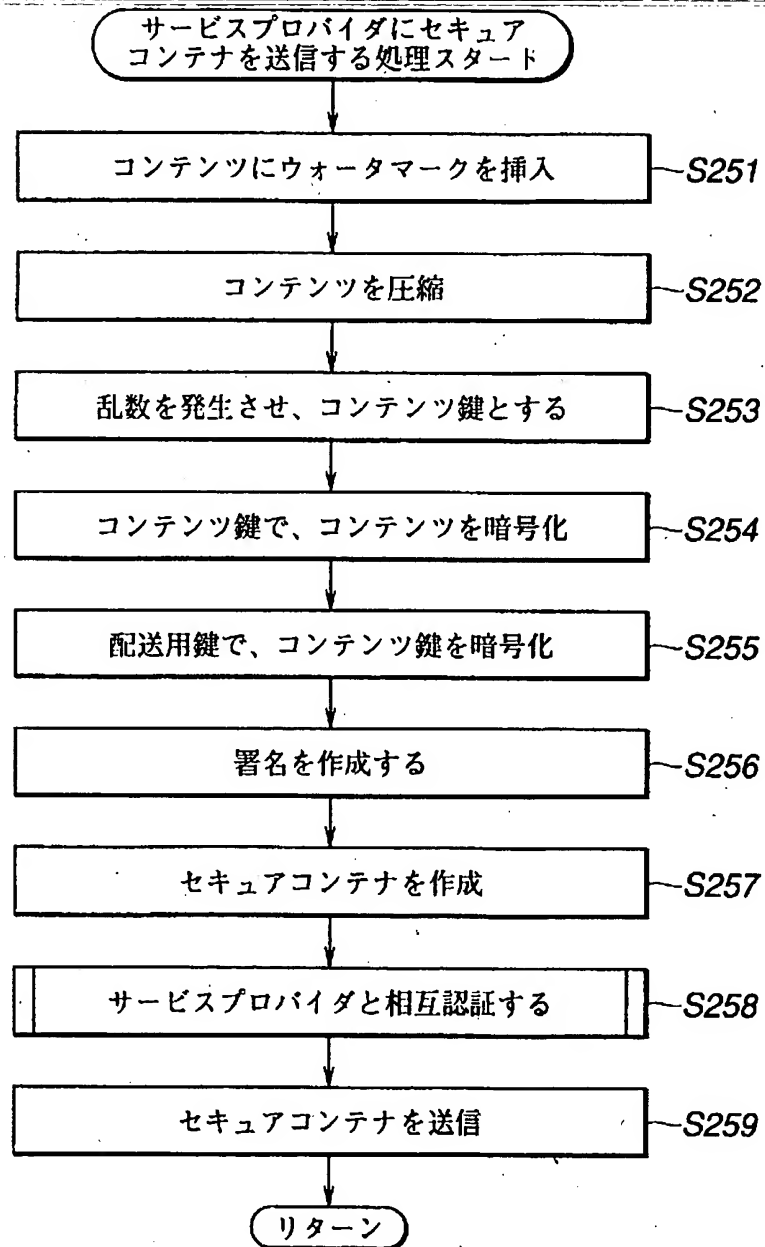 サービスプロバイダにセキュア
コンテナを送信する処理スタート
コンテンツにウォータマークを挿入
S251
コンテンツを圧縮
S252
乱数を発生させ、コンテンツ鍵とする
S253
コンテンツ鍵で、コンテンツを暗号化
S254
配送用鍵で、コンテンツ鍵を暗号化
S255
署名を作成する
S256
セキュアコンテナを作成
S257
サービスプロバイダと相互認証する
S258
セキュアコンテナを送信
S259
リターン